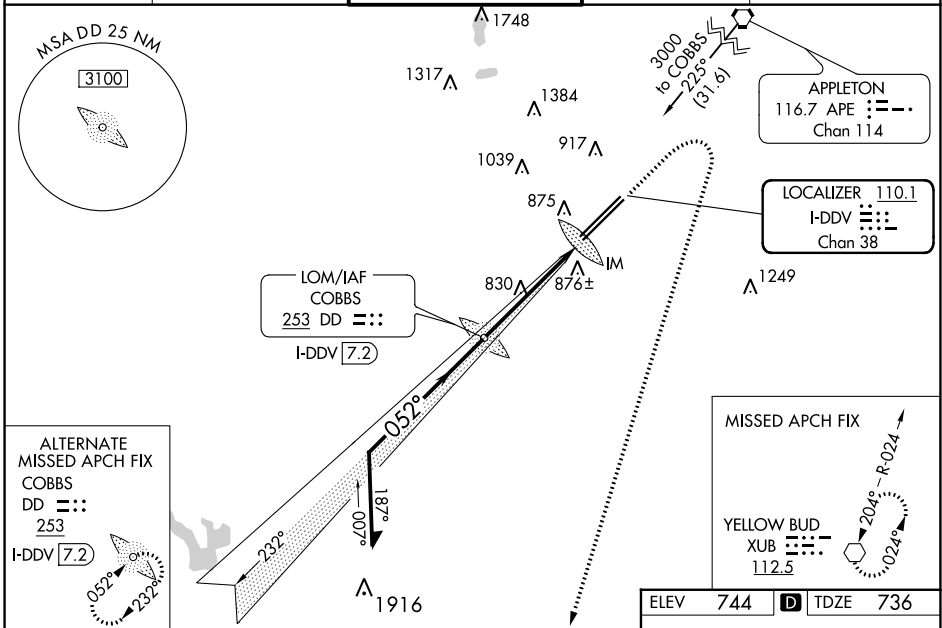 MSA DD 25 NM
3100
1748
1317
1384
1039
917
875
3000
to COBBS
225°
(31.6)
APPLETON
116.7 APE
Chan 114
LOCALIZER 110.1
I-DDV
Chan 38
IM
830
876±
1249
LOM/IAF
COBBS
253 DD
I-DDV 7.2
052°
187°
007°
232°
1916
ALTERNATE
MISSED APCH FIX
COBBS
DD
253
I-DDV 7.2
052°
232°
MISSED APCH FIX
204° R-024
024°
YELLOW BUD
XUB
112.5
ELEV 744 D TDZE 736